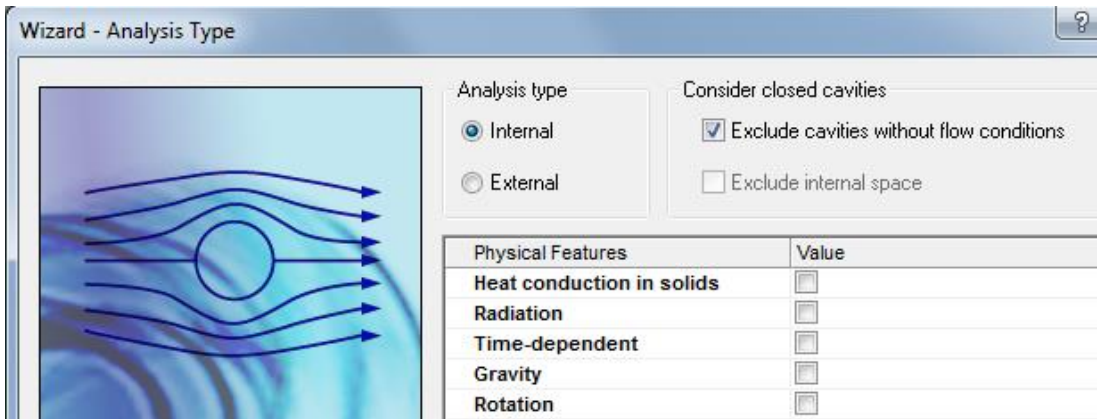 Wizard - Analysis Type
?
Analysis type
Internal
External
Consider closed cavities
Exclude cavities without flow conditions
Exclude internal space
Physical Features Value
Heat conduction in solids
Radiation
Time-dependent
Gravity
Rotation